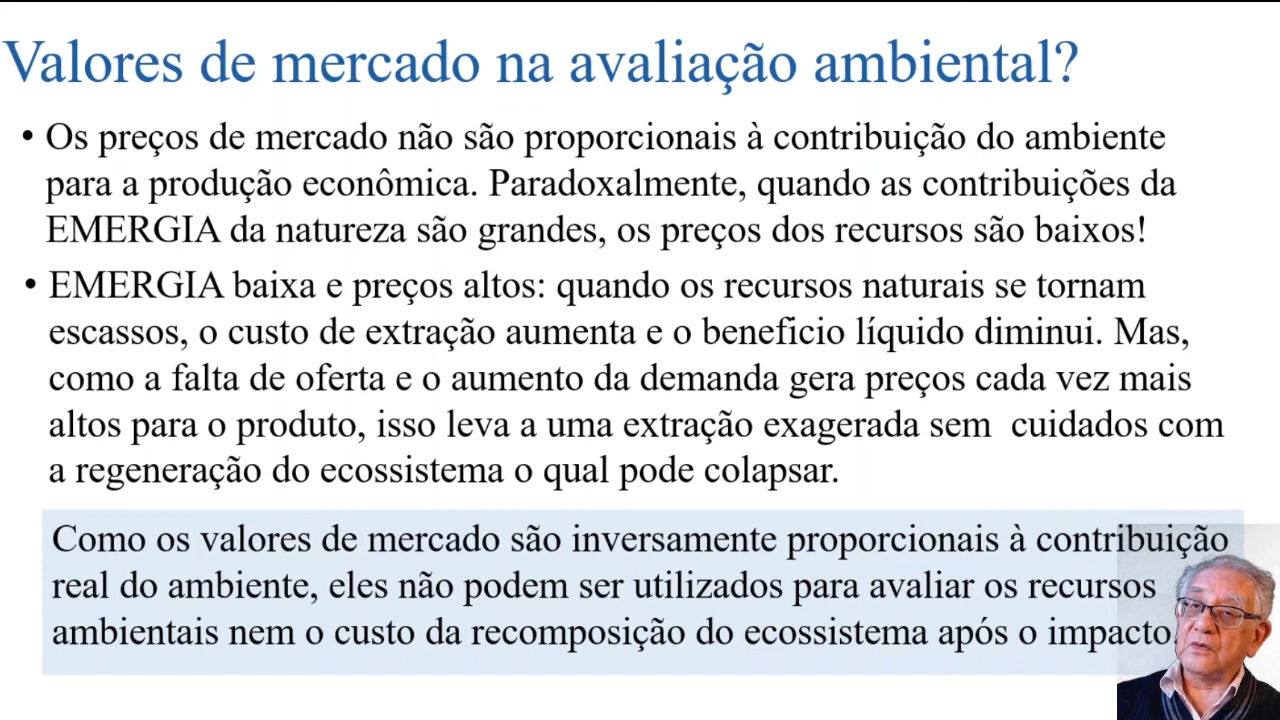 Valores de mercado na avaliação ambiental?
• Os preços de mercado não são proporcionais à contribuição do ambiente
para a produção econômica. Paradoxalmente, quando as contribuições da
EMERGIA da natureza são grandes, os preços dos recursos são baixos!
• EMERGIA baixa e preços altos: quando os recursos naturais se tornam
escassos, o custo de extração aumenta e o beneficio líquido diminui. Mas,
como a falta de oferta e o aumento da demanda gera preços cada vez mais
altos para o produto, isso leva a uma extração exagerada sem  cuidados com
a regeneração do ecossistema o qual pode colapsar.
Como os valores de mercado são inversamente proporcionais à contribuição
real do ambiente, eles não podem ser utilizados para avaliar os recursos
ambientais nem o custo da recomposição do ecossistema após o impacto.